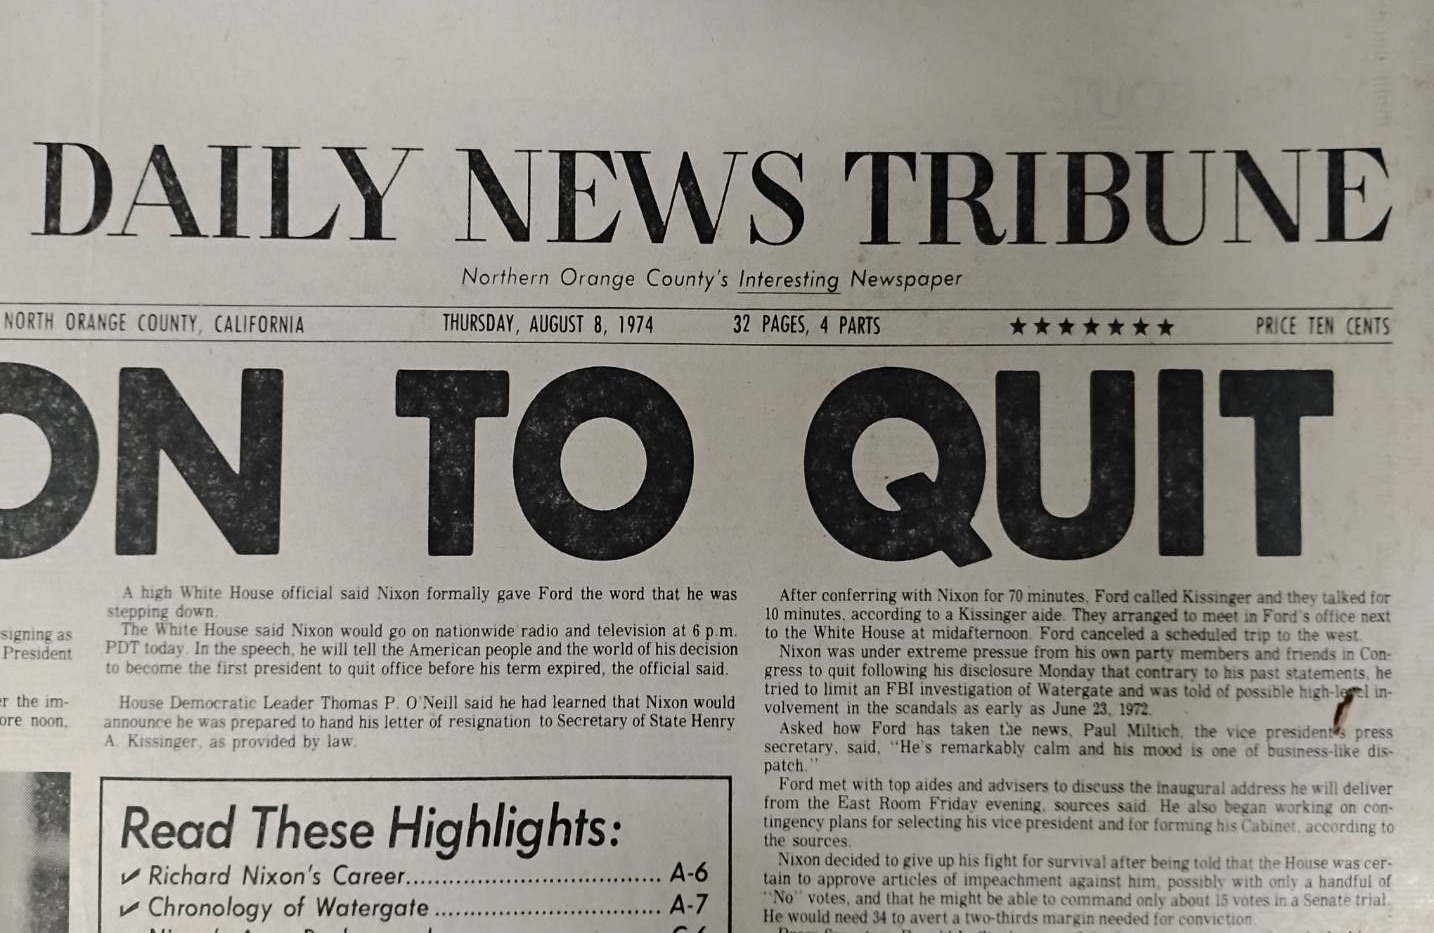 DAILY NEWS TRIBUNE
Northern Orange County's Interesting Newspaper
NORTH ORANGE COUNTY, CALIFORNIA THURSDAY, AUGUST 8, 1974 32 PAGES, 4 PARTS ★★★★★★★ PRICE TEN CENTS
ON TO QUIT
signing as
President
er the im-
ore noon,
A high White House official said Nixon formally gave Ford the word that he was
stepping down.
The White House said Nixon would go on nationwide radio and television at 6 p.m.
PDT today. In the speech, he will tell the American people and the world of his decision
to become the first president to quit office before his term expired, the official said.
House Democratic Leader Thomas P. O'Neill said he had learned that Nixon would
announce he was prepared to hand his letter of resignation to Secretary of State Henry
A. Kissinger, as provided by law.
Read These Highlights:
✔ Richard Nixon's Career A-6
✔ Chronology of Watergate A-7
After conferring with Nixon for 70 minutes, Ford called Kissinger and they talked for
10 minutes, according to a Kissinger aide. They arranged to meet in Ford's office next
to the White House at midafternoon. Ford canceled a scheduled trip to the west.
Nixon was under extreme pressue from his own party members and friends in Con-
gress to quit following his disclosure Monday that contrary to his past statements, he
tried to limit an FBI investigation of Watergate and was told of possible high-level in-
volvement in the scandals as early as June 23, 1972.
Asked how Ford has taken the news, Paul Miltich, the vice president's press
secretary, said, "He's remarkably calm and his mood is one of business-like dis-
patch."
Ford met with top aides and advisers to discuss the inaugural address he will deliver
from the East Room Friday evening, sources said. He also began working on con-
tingency plans for selecting his vice president and for forming his Cabinet, according to
the sources.
Nixon decided to give up his fight for survival after being told that the House was cer-
tain to approve articles of impeachment against him, possibly with only a handful of
"No" votes, and that he might be able to command only about 15 votes in a Senate trial.
He would need 34 to avert a two-thirds margin needed for conviction.